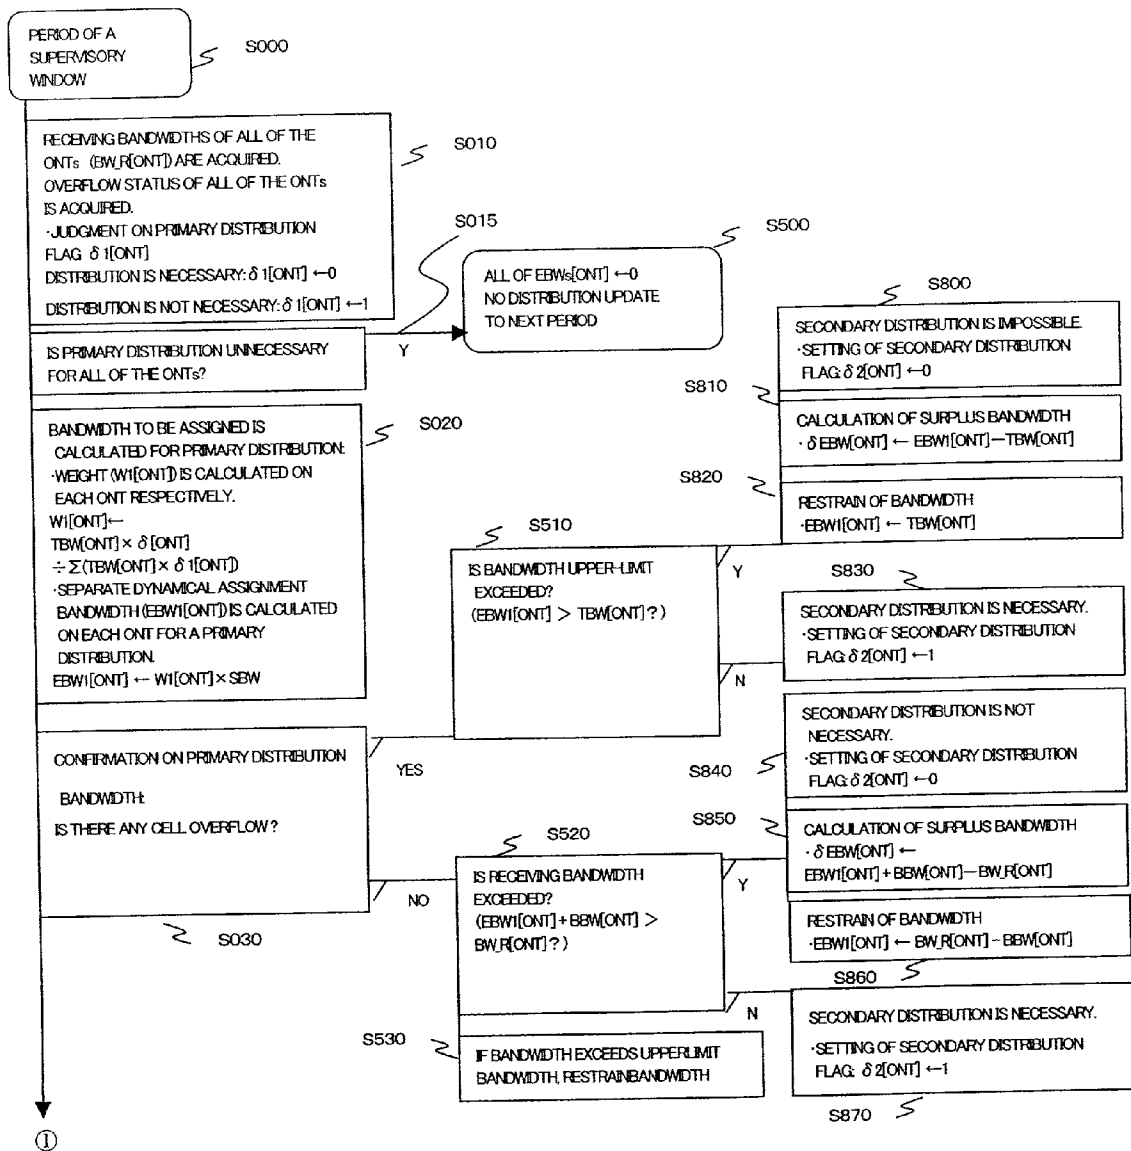 PERIOD OF A
SUPERVISORY
WINDOW
S000
RECEIVING BANDWIDTHS OF ALL OF THE
ONTs (BW_R[ONT]) ARE ACQUIRED.
OVERFLOW STATUS OF ALL OF THE ONTs
IS ACQUIRED.
·JUDGMENT ON PRIMARY DISTRIBUTION
FLAG δ1[ONT]
DISTRIBUTION IS NECESSARY: δ1[ONT] ←0
DISTRIBUTION IS NOT NECESSARY: δ1[ONT] ←1
S010
S015
IS PRIMARY DISTRIBUTION UNNECESSARY
FOR ALL OF THE ONTs?
Y
ALL OF EBWs[ONT] ←0
NO DISTRIBUTION UPDATE
TO NEXT PERIOD
S500
BANDWIDTH TO BE ASSIGNED IS
CALCULATED FOR PRIMARY DISTRIBUTION:
·WEIGHT (W1[ONT]) IS CALCULATED ON
EACH ONT RESPECTIVELY.
W1[ONT]←
TBW[ONT] × δ[ONT]
÷Σ(TBW[ONT] × δ1[ONT])
·SEPARATE DYNAMICAL ASSIGNMENT
BANDWIDTH (EBW1[ONT]) IS CALCULATED
ON EACH ONT FOR A PRIMARY
DISTRIBUTION.
EBW1[ONT] ← W1[ONT] × SBW
S020
CONFIRMATION ON PRIMARY DISTRIBUTION
BANDWIDTH:
IS THERE ANY CELL OVERFLOW?
S030
YES
NO
S510
IS BANDWIDTH UPPER-LIMIT
EXCEEDED?
(EBW1[ONT] > TBW[ONT]?)
Y
N
S800
SECONDARY DISTRIBUTION IS IMPOSSIBLE.
·SETTING OF SECONDARY DISTRIBUTION
FLAG: δ2[ONT] ←0
S810
CALCULATION OF SURPLUS BANDWIDTH
· δEBW[ONT] ← EBW1[ONT]−TBW[ONT]
S820
RESTRAIN OF BANDWIDTH
·EBW1[ONT] ← TBW[ONT]
S830
SECONDARY DISTRIBUTION IS NECESSARY.
·SETTING OF SECONDARY DISTRIBUTION
FLAG: δ2[ONT] ←1
S520
IS RECEIVING BANDWIDTH
EXCEEDED?
(EBW1[ONT]+BBW[ONT] >
BW_R[ONT]?)
Y
N
S840
SECONDARY DISTRIBUTION IS NOT
NECESSARY.
·SETTING OF SECONDARY DISTRIBUTION
FLAG: δ2[ONT] ←0
S850
CALCULATION OF SURPLUS BANDWIDTH
· δEBW[ONT] ←
EBW1[ONT]+BBW[ONT]−BW_R[ONT]
RESTRAIN OF BANDWIDTH
·EBW1[ONT] ← BW_R[ONT]−BBW[ONT]
S860
SECONDARY DISTRIBUTION IS NECESSARY.
·SETTING OF SECONDARY DISTRIBUTION
FLAG: δ2[ONT] ←1
S870
S530
IF BANDWIDTH EXCEEDS UPPERLIMIT
BANDWIDTH, RESTRAINBANDWIDTH
①